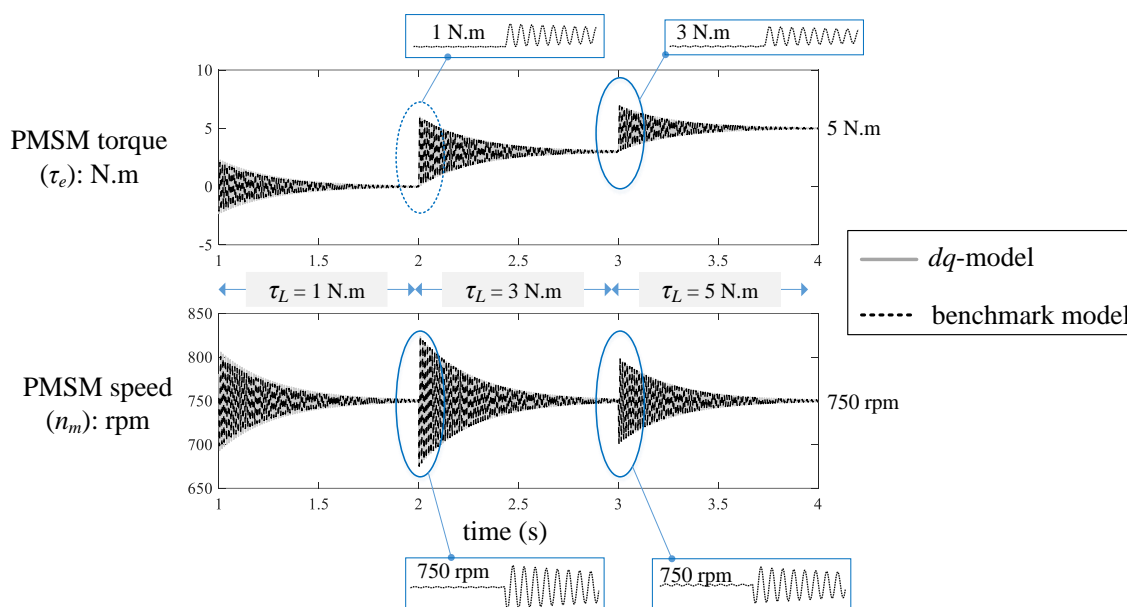 1 N.m
3 N.m
10
5
0
-5
PMSM torque
(τe): N.m
5 N.m
1
1.5
2
2.5
3
3.5
4
τL = 1 N.m
τL = 3 N.m
τL = 5 N.m
dq-model
benchmark model
850
800
750
700
650
PMSM speed
(nm): rpm
750 rpm
1
1.5
2
2.5
3
3.5
4
time (s)
750 rpm
750 rpm